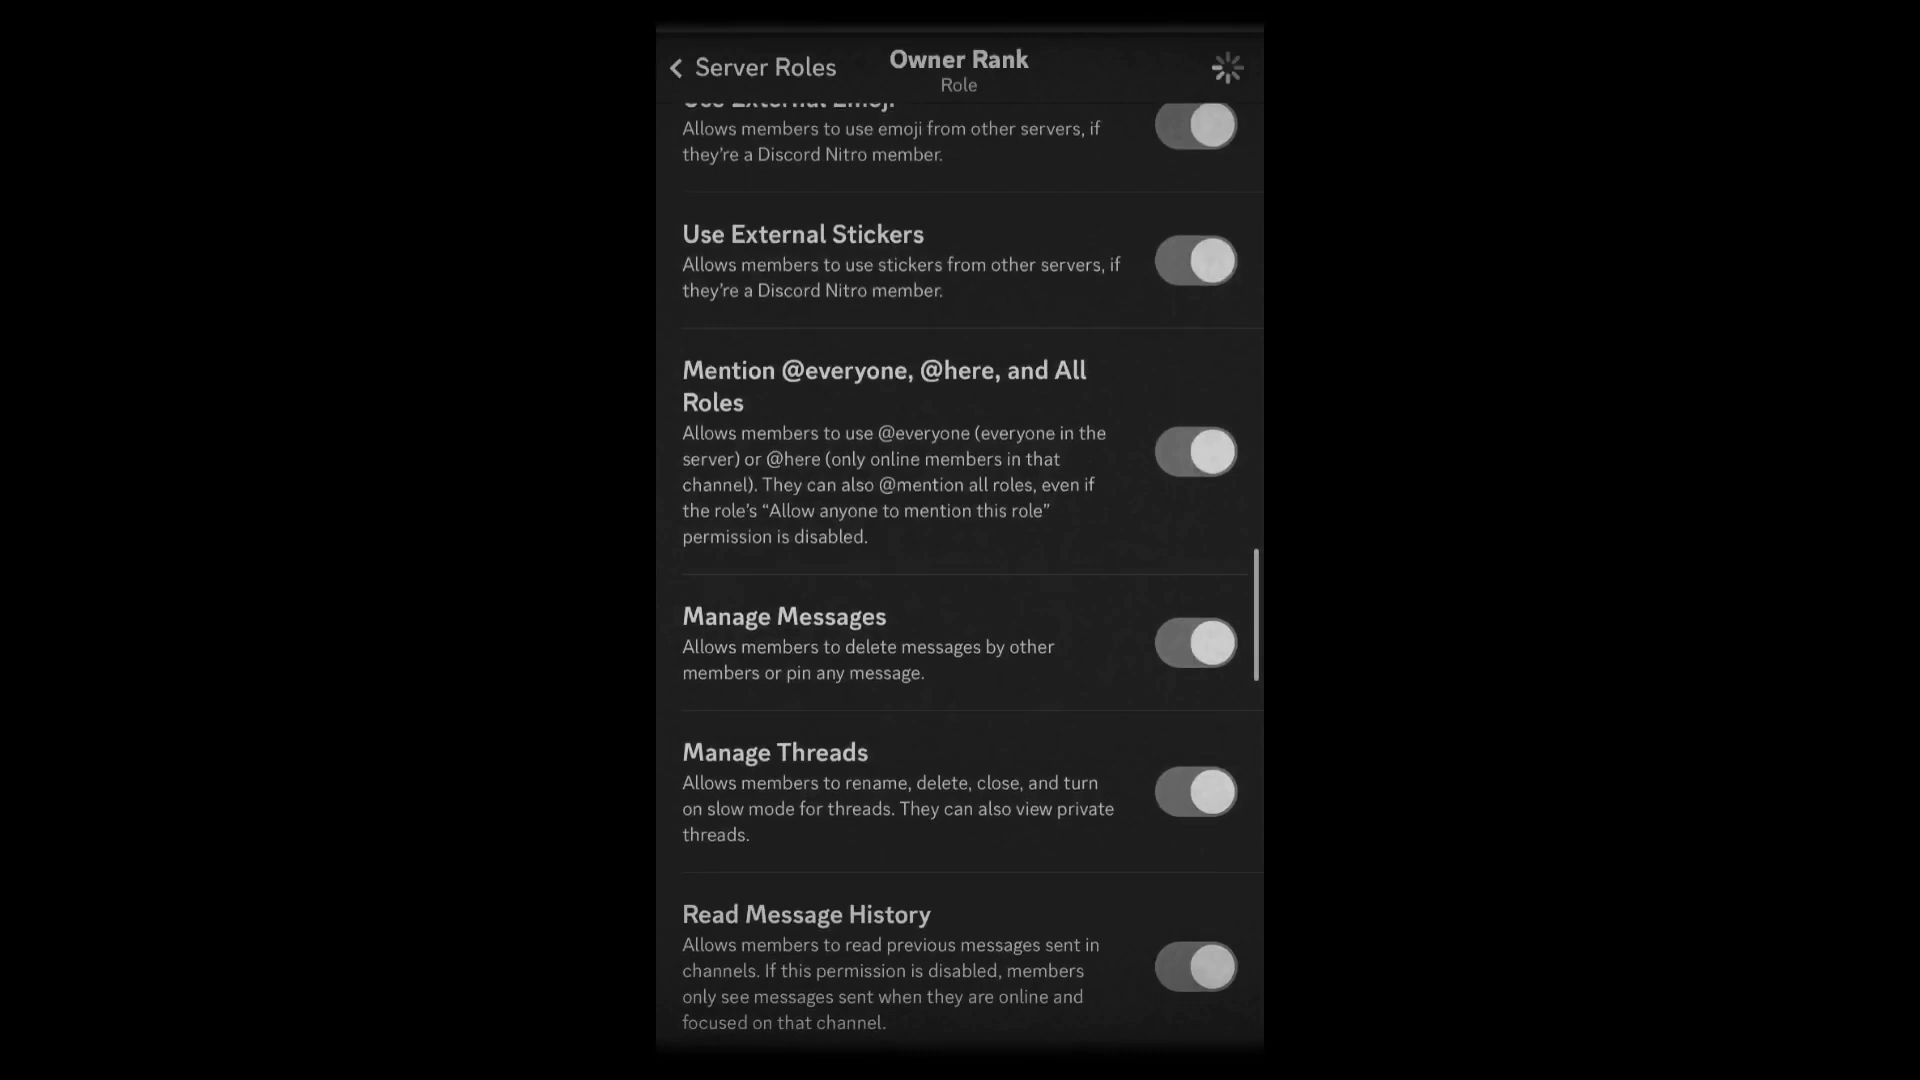 Server Roles
Owner Rank
Role
Use External Emoji
Allows members to use emoji from other servers, if
they're a Discord Nitro member.
Use External Stickers
Allows members to use stickers from other servers, if
they're a Discord Nitro member.
Mention @everyone, @here, and All
Roles
Allows members to use @everyone (everyone in the
server) or @here (only online members in that
channel). They can also @mention all roles, even if
the role's “Allow anyone to mention this role”
permission is disabled.
Manage Messages
Allows members to delete messages by other
members or pin any message.
Manage Threads
Allows members to rename, delete, close, and turn
on slow mode for threads. They can also view private
threads.
Read Message History
Allows members to read previous messages sent in
channels. If this permission is disabled, members
only see messages sent when they are online and
focused on that channel.